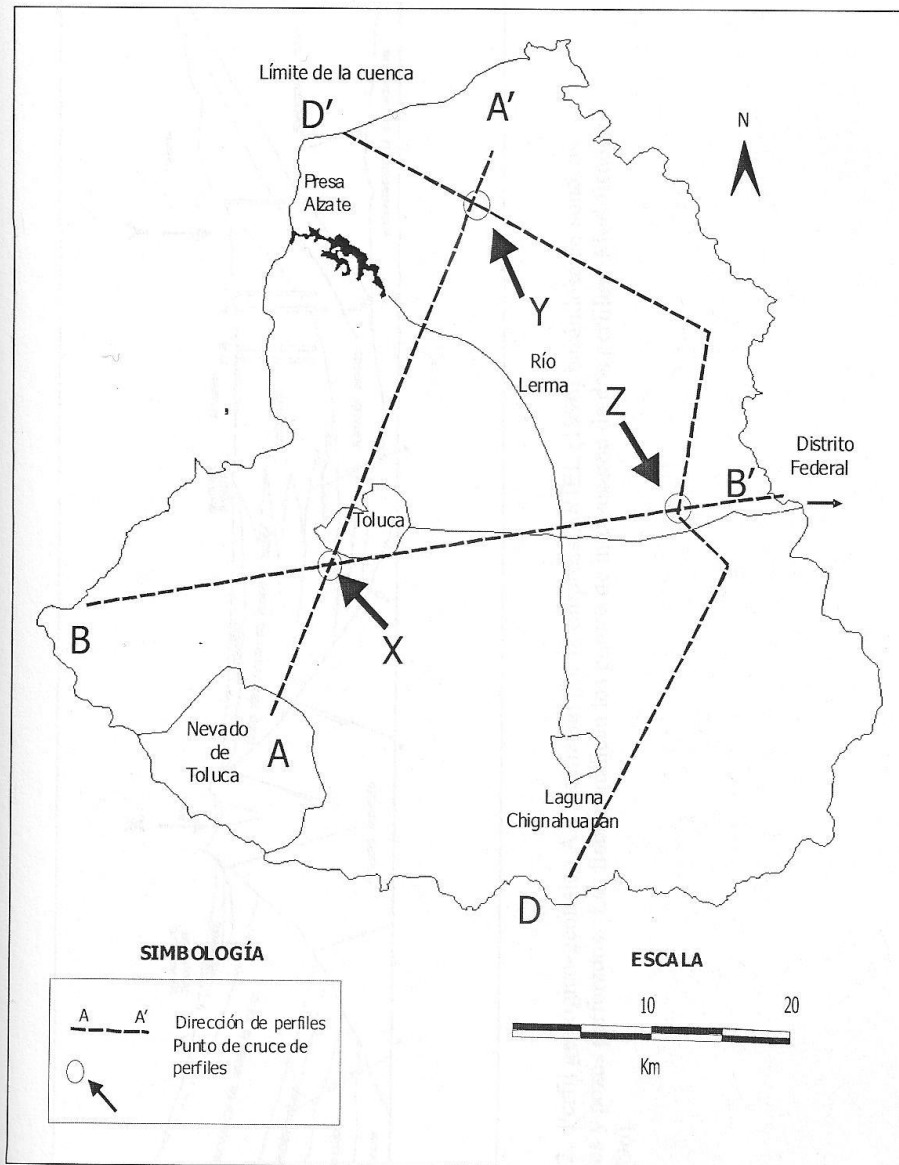 Límite de la cuenca
D'
A'
N
Presa
Alzate
Y
Río
Lerma
Z
Distrito
Federal
B'
Toluca
B
X
Nevado
de
Toluca
A
Laguna
Chignahuapan
D
SIMBOLOGÍA
A A' Dirección de perfiles
Punto de cruce de
perfiles
ESCALA
10 20
Km